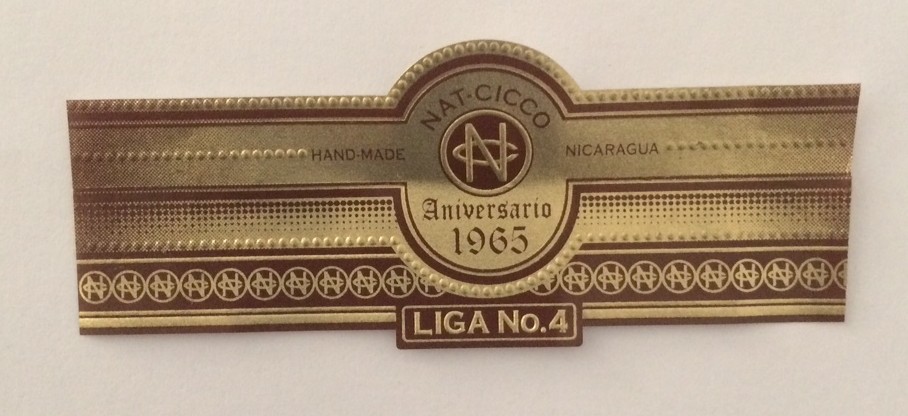 NAT-CICCO
HAND-MADE
NICARAGUA
Aniversario
1965
LIGA No.4